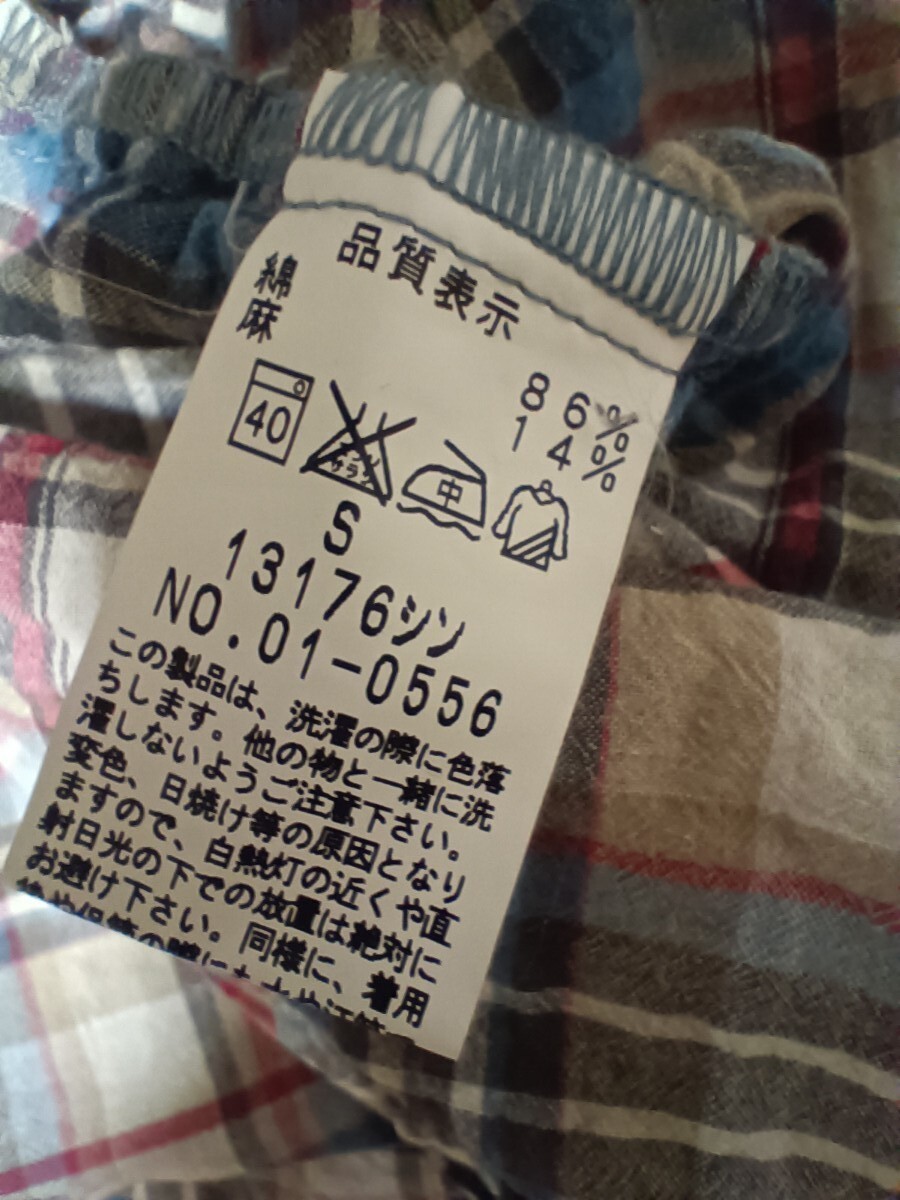 品質表示
綿 86%
麻 14%
40
中
S
13176シン
NO.01-0556
この製品は、洗濯の際に色落
ちします。他の物と一緒に洗
濯しないようご注意下さい。
変色、日焼け等の原因となり
ますので、白熱灯の近くや直
射日光の下での放置は絶対に
お避け下さい。同様に、着用